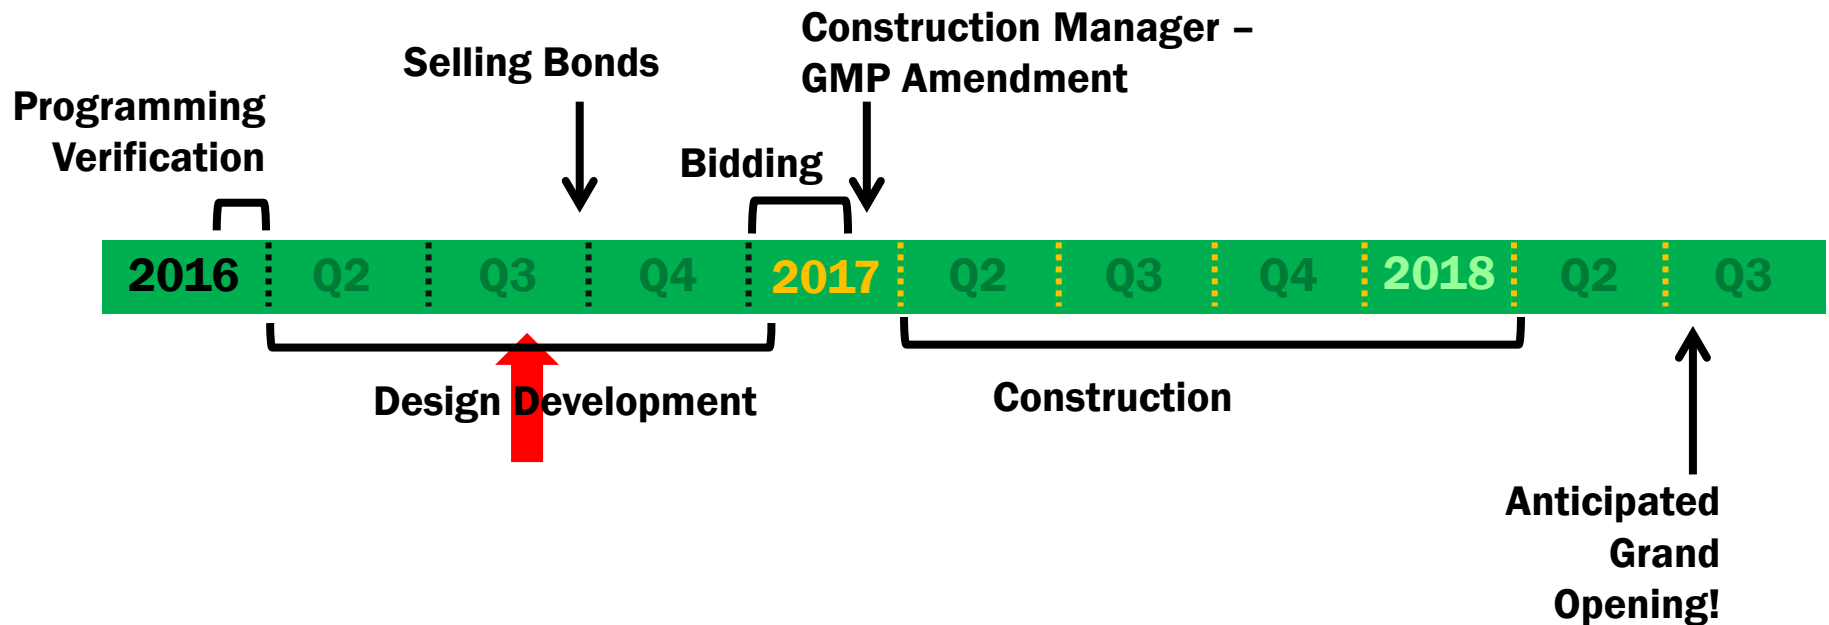 Construction Manager –
GMP Amendment
Selling Bonds
Programming
Verification
Bidding
2016 Q2 Q3 Q4 2017 Q2 Q3 Q4 2018 Q2 Q3
Design Development
Construction
Anticipated
Grand
Opening!